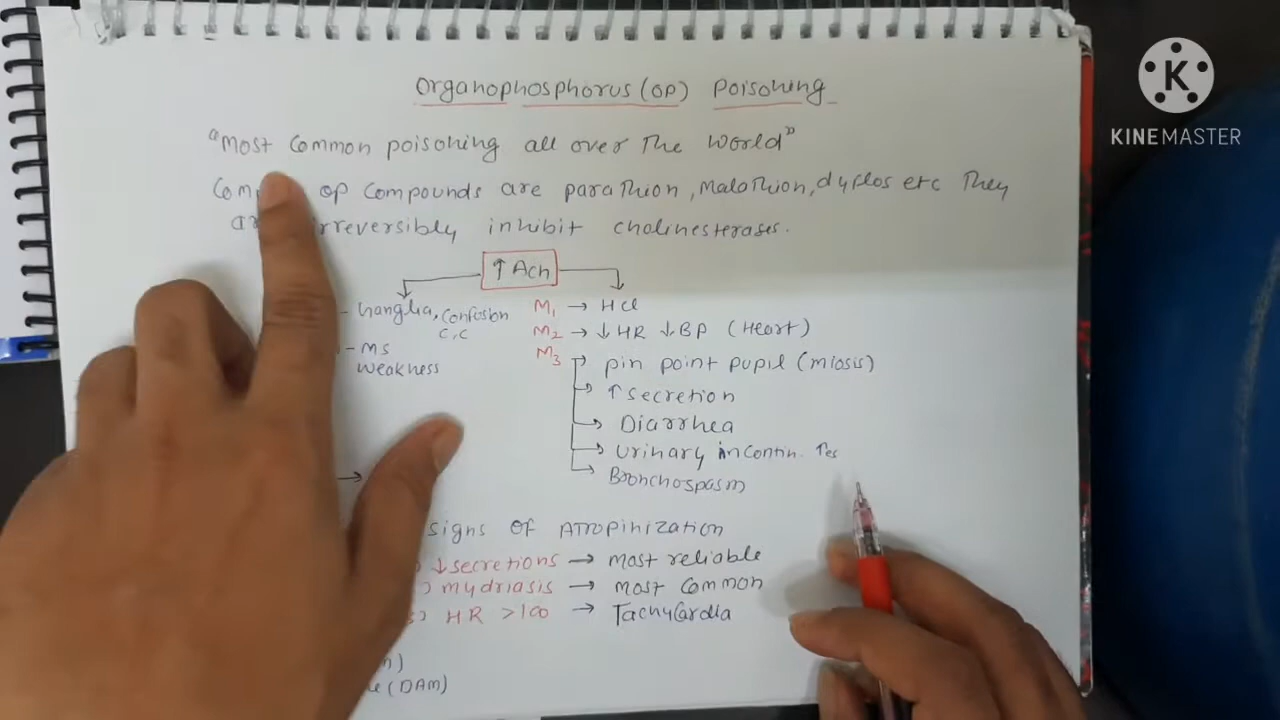 Organophosphorus (OP) Poisoning
"Most Common poisoning all over The World"
OP Compounds are parathion, Malathion, dyflos etc They
irreversibly inhibit cholinesterases.
↑ Ach
- Ganglia, Confusion
C, C
- MS
Weakness
M1 → HCl
M2 → ↓ HR ↓ BP (Heart)
M3 → pin point pupil (miosis)
→ ↑ secretion
→ Diarrhea
→ Urinary incontin.
→ Bronchospasm
→
signs OF ATropinization
↓ secretions → most reliable
) mydriasis → most common
3) HR >100 → TachyCardia
(DAM)
KINEMASTER